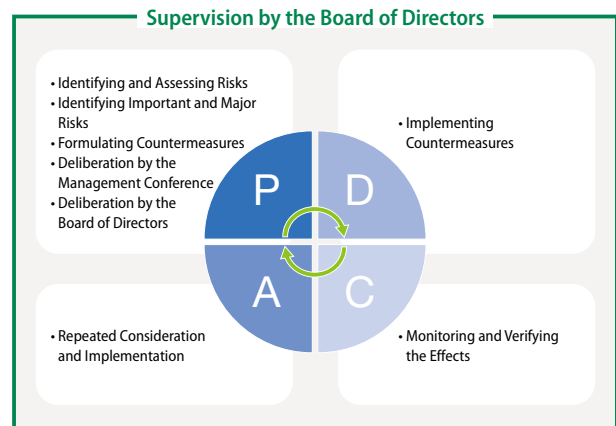 Supervision by the Board of Directors
• Identifying and Assessing Risks
• Identifying Important and Major
Risks
• Formulating Countermeasures
• Deliberation by the
Management Conference
• Deliberation by the
Board of Directors
• Implementing
Countermeasures
P
D
A
C
• Repeated Consideration
and Implementation
• Monitoring and Verifying
the Effects